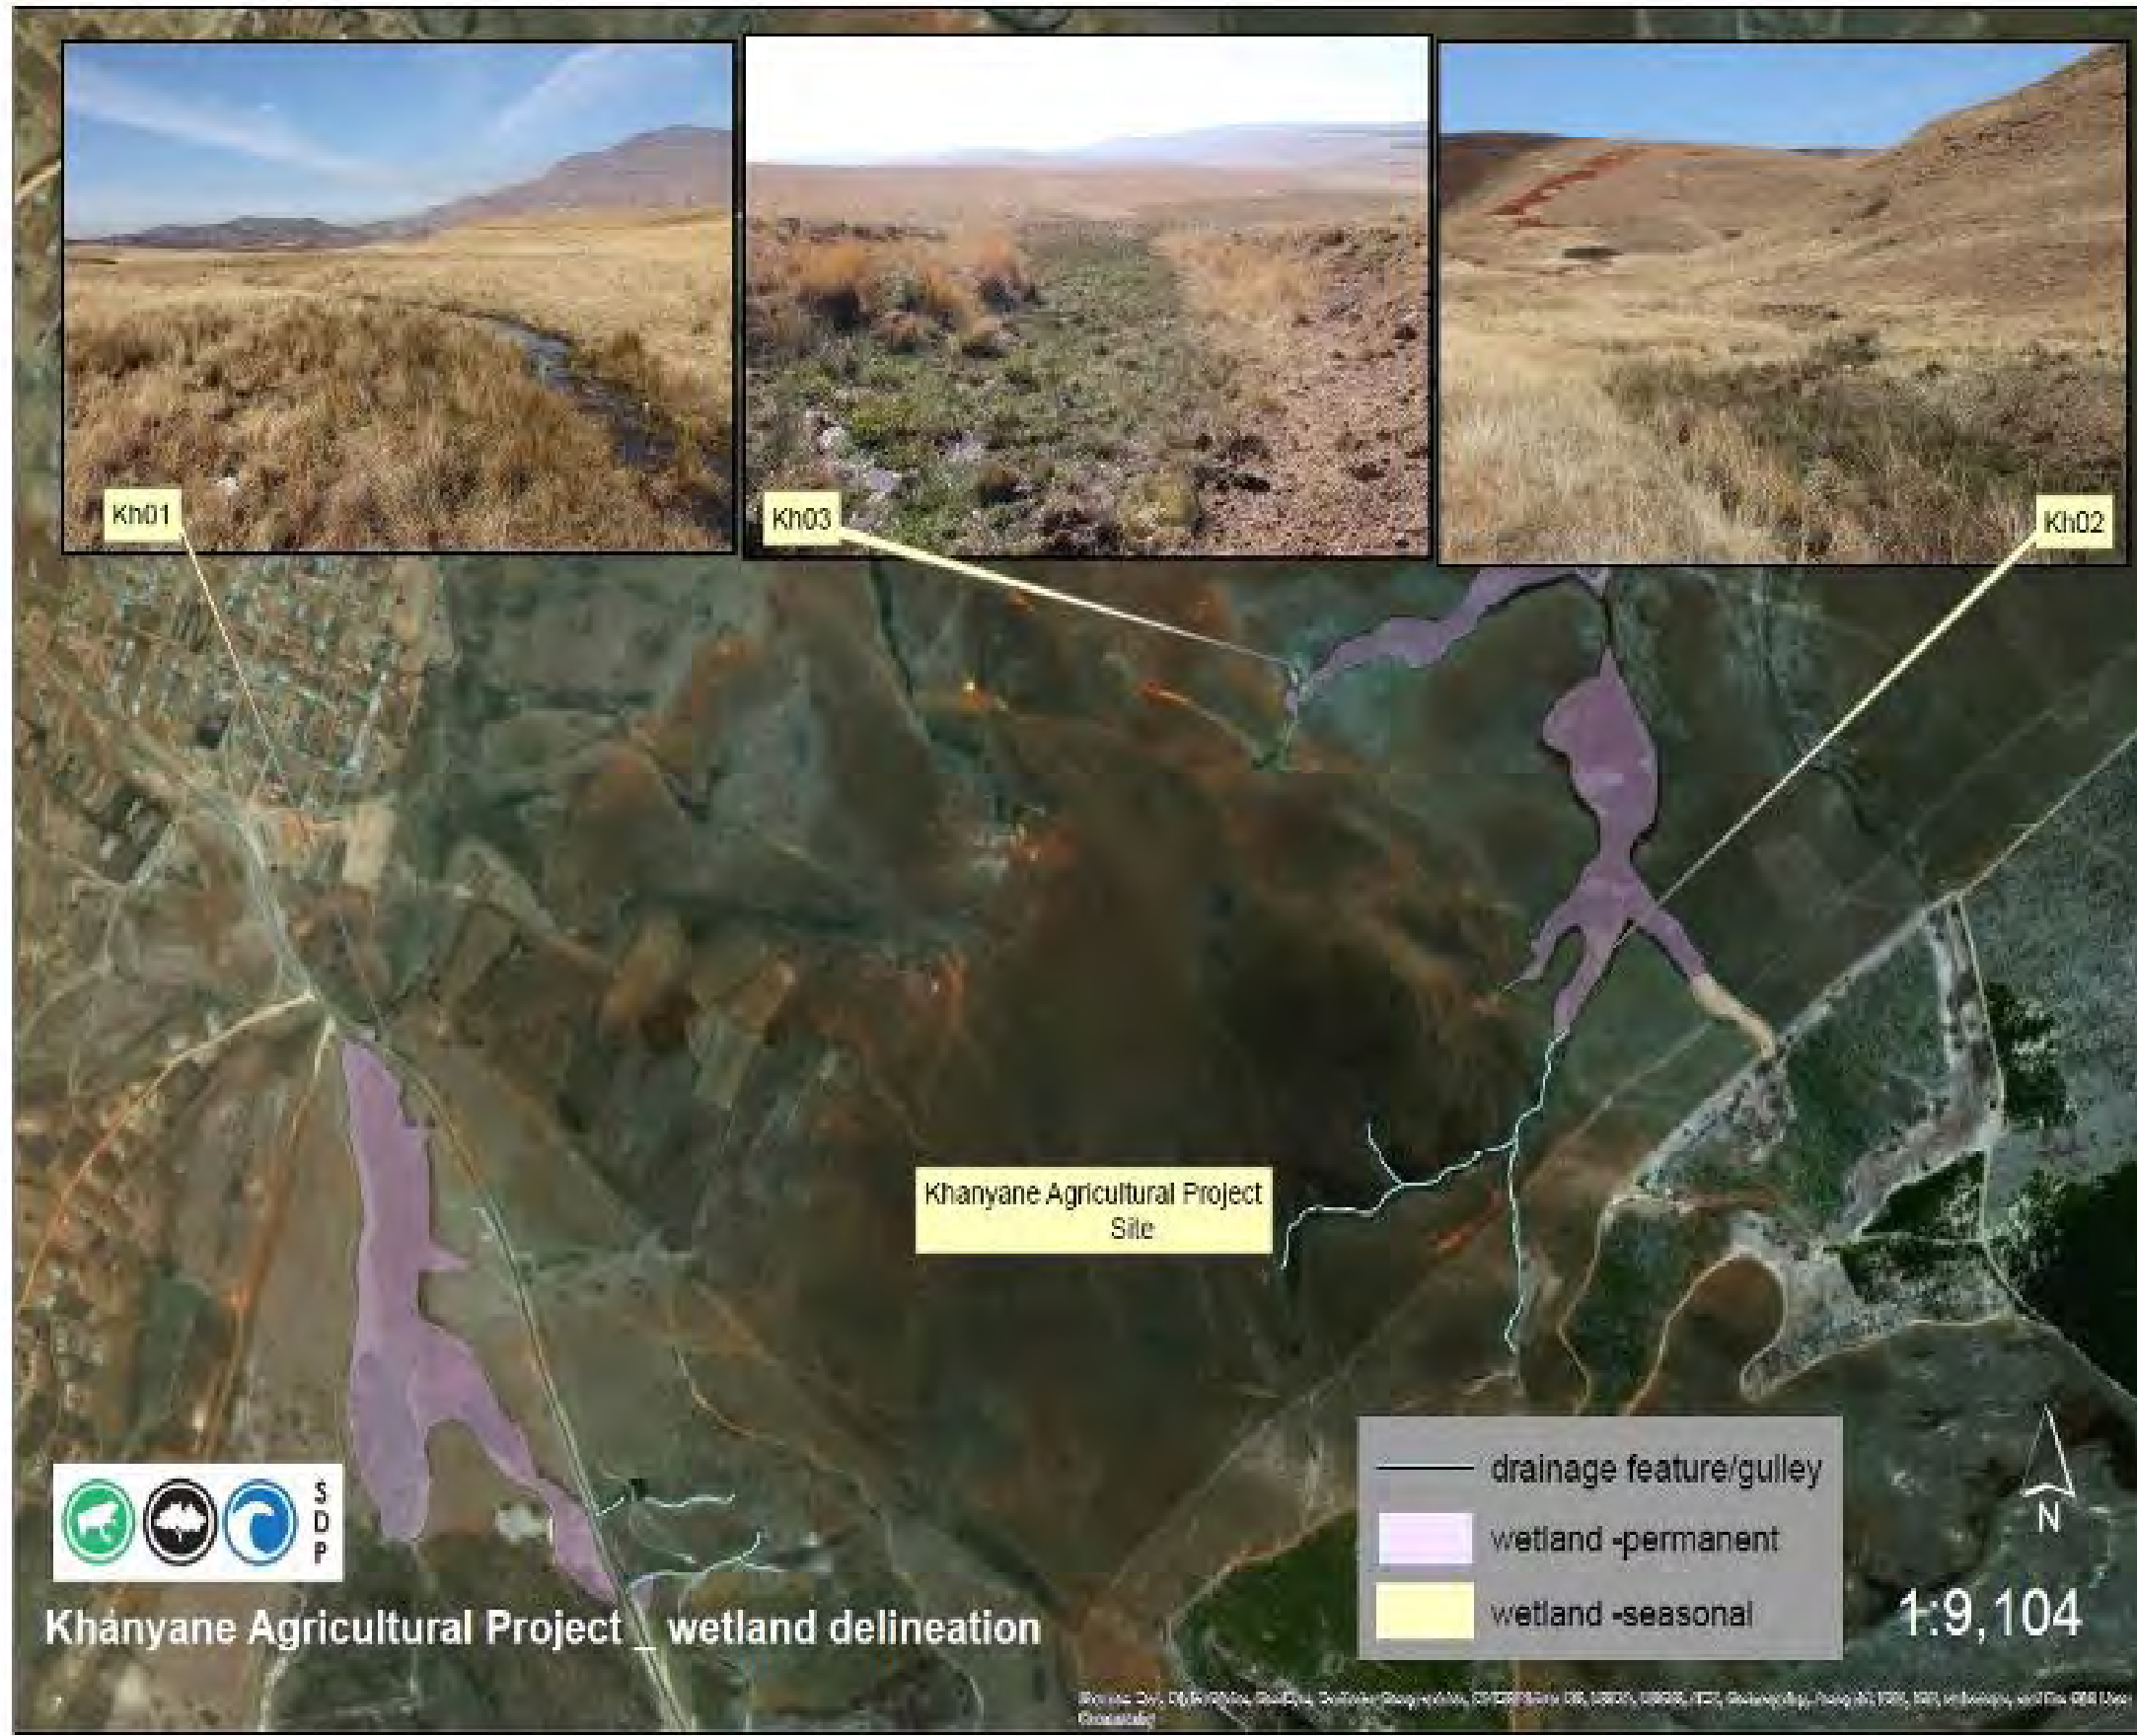 Kh01
Kh03
Kh02
Khanyane Agricultural Project
Site
drainage feature/gulley
wetland -permanent
wetland -seasonal
N
1:9,104
S
D
P
Khanyane Agricultural Project _ wetland delineation